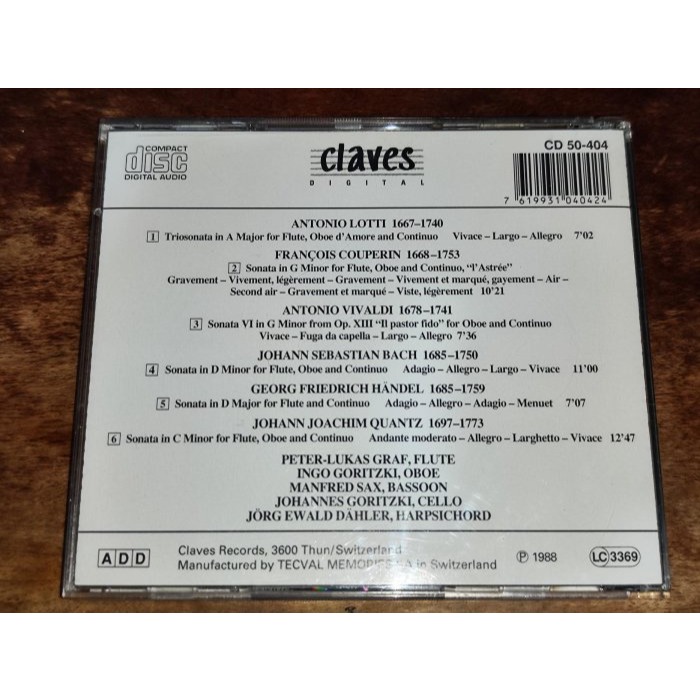 COMPACT
disc
DIGITAL AUDIO
claves
DIGITAL
CD 50-404
7 619931 040424
ANTONIO LOTTI 1667–1740
1 Triosonata in A Major for Flute, Oboe d'Amore and Continuo Vivace – Largo – Allegro 7'02
FRANÇOIS COUPERIN 1668–1753
2 Sonata in G Minor for Flute, Oboe and Continuo, "l'Astrée"
Gravement – Vivement, légèrement – Gravement – Vivement et marqué, gayement – Air –
Second air – Gravement et marqué – Viste, légèrement 10'21
ANTONIO VIVALDI 1678–1741
3 Sonata VI in G Minor from Op. XIII "Il pastor fido" for Oboe and Continuo
Vivace – Fuga da capella – Largo – Allegro 7'36
JOHANN SEBASTIAN BACH 1685–1750
4 Sonata in D Minor for Flute, Oboe and Continuo Adagio – Allegro – Largo – Vivace 11'00
GEORG FRIEDRICH HÄNDEL 1685–1759
5 Sonata in D Major for Flute and Continuo Adagio – Allegro – Adagio – Menuet 7'07
JOHANN JOACHIM QUANTZ 1697–1773
6 Sonata in C Minor for Flute, Oboe and Continuo Andante moderato – Allegro – Larghetto – Vivace 12'47
PETER-LUKAS GRAF, FLUTE
INGO GORITZKI, OBOE
MANFRED SAX, BASSOON
JOHANNES GORITZKI, CELLO
JÖRG EWALD DÄHLER, HARPSICHORD
ADD
Claves Records, 3600 Thun/Switzerland
Manufactured by TECVAL MEMORIES in Switzerland
Ⓟ 1988
LC 3369